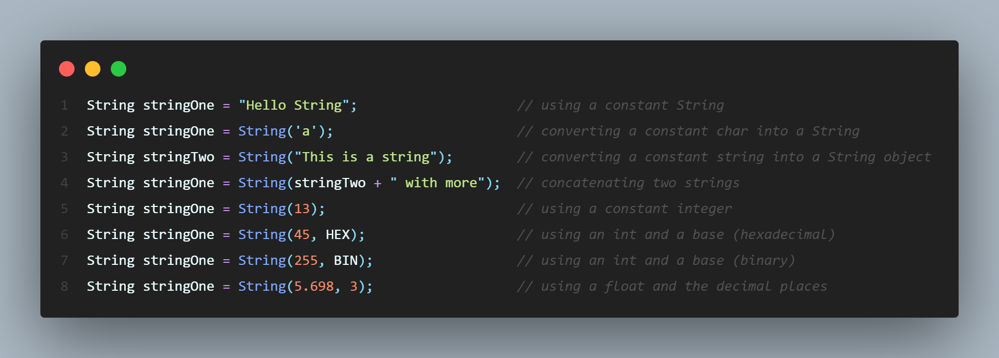 1 String stringOne = "Hello String"; // using a constant String
2 String stringOne = String('a'); // converting a constant char into a String
3 String stringTwo = String("This is a string"); // converting a constant string into a String object
4 String stringOne = String(stringTwo + " with more"); // concatenating two strings
5 String stringOne = String(13); // using a constant integer
6 String stringOne = String(45, HEX); // using an int and a base (hexadecimal)
7 String stringOne = String(255, BIN); // using an int and a base (binary)
8 String stringOne = String(5.698, 3); // using a float and the decimal places